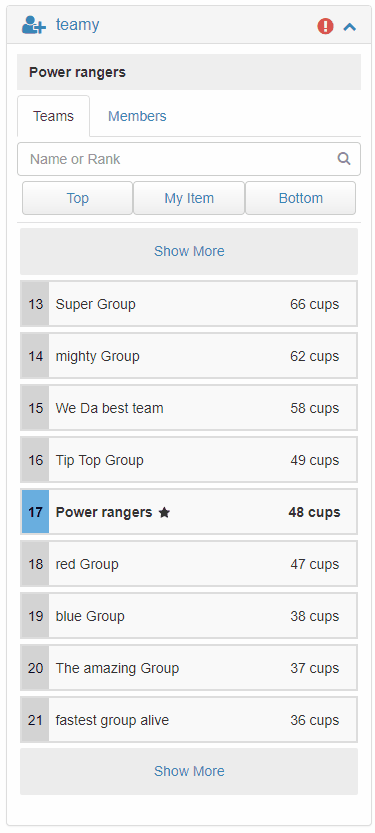 teamy
Power rangers
Teams Members
Name or Rank
Top My Item Bottom
Show More
13 Super Group 66 cups
14 mighty Group 62 cups
15 We Da best team 58 cups
16 Tip Top Group 49 cups
17 Power rangers 48 cups
18 red Group 47 cups
19 blue Group 38 cups
20 The amazing Group 37 cups
21 fastest group alive 36 cups
Show More